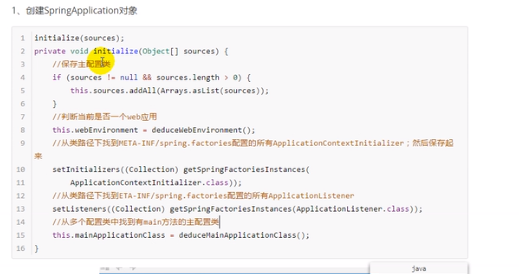 1、创建SpringApplication对象
1 initialize(sources);
2 private void initialize(Object[] sources) {
3 //保存主配置类
4 if (sources != null && sources.length > 0) {
5 this.sources.addAll(Arrays.asList(sources));
6 }
7 //判断当前是否一个web应用
8 this.webEnvironment = deduceWebEnvironment();
9 //从类路径下找到META-INF/spring.factories配置的所有ApplicationContextInitializer；然后保存起
来
10 setInitializers((Collection) getSpringFactoriesInstances(
11 ApplicationContextInitializer.class));
12 //从类路径下找到ETA-INF/spring.factories配置的所有ApplicationListener
13 setListeners((Collection) getSpringFactoriesInstances(ApplicationListener.class));
14 //从多个配置类中找到有main方法的主配置类
15 this.mainApplicationClass = deduceMainApplicationClass();
16 }
java